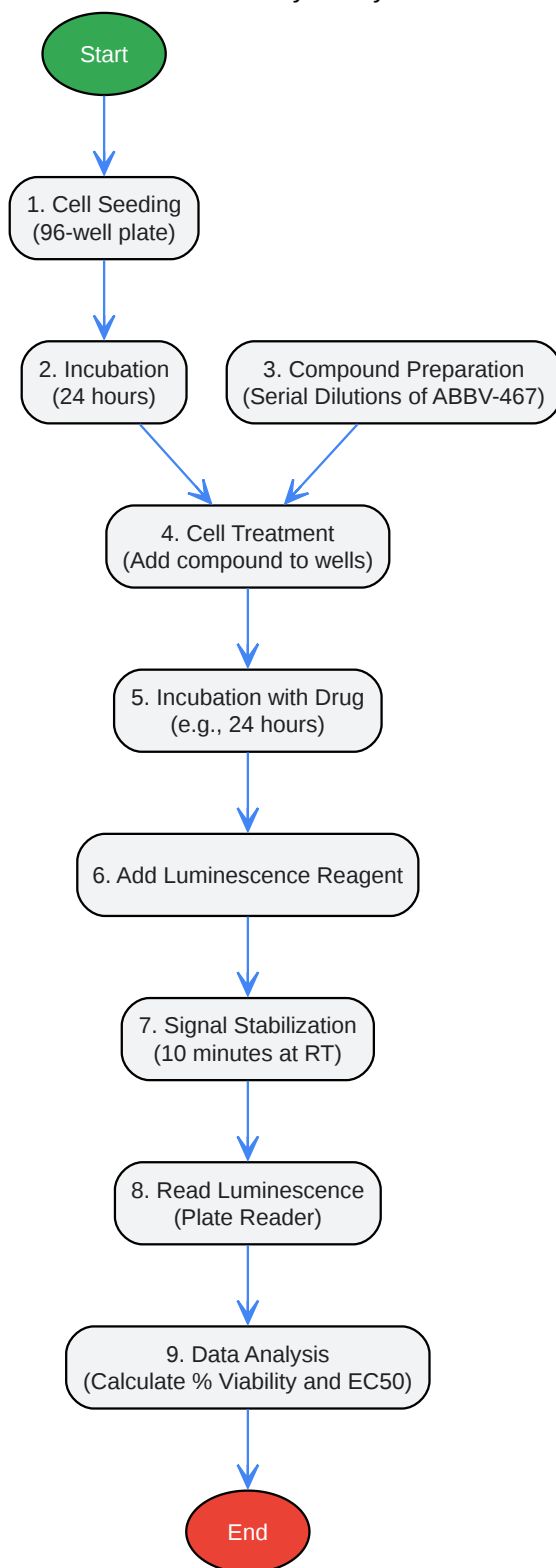 Start
1. Cell Seeding
(96-well plate)
2. Incubation
(24 hours)
3. Compound Preparation
(Serial Dilutions of ABBV-467)
4. Cell Treatment
(Add compound to wells)
5. Incubation with Drug
(e.g., 24 hours)
6. Add Luminescence Reagent
7. Signal Stabilization
(10 minutes at RT)
8. Read Luminescence
(Plate Reader)
9. Data Analysis
(Calculate % Viability and EC50)
End